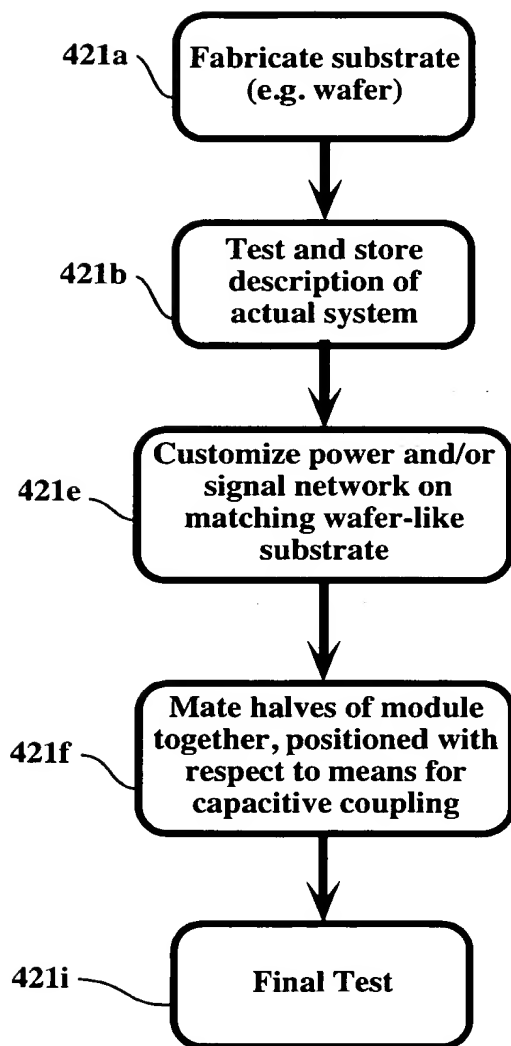 421a
Fabricate substrate
(e.g. wafer)
421b
Test and store
description of
actual system
421e
Customize power and/or
signal network on
matching wafer-like
substrate
421f
Mate halves of module
together, positioned with
respect to means for
capacitive coupling
421i
Final Test